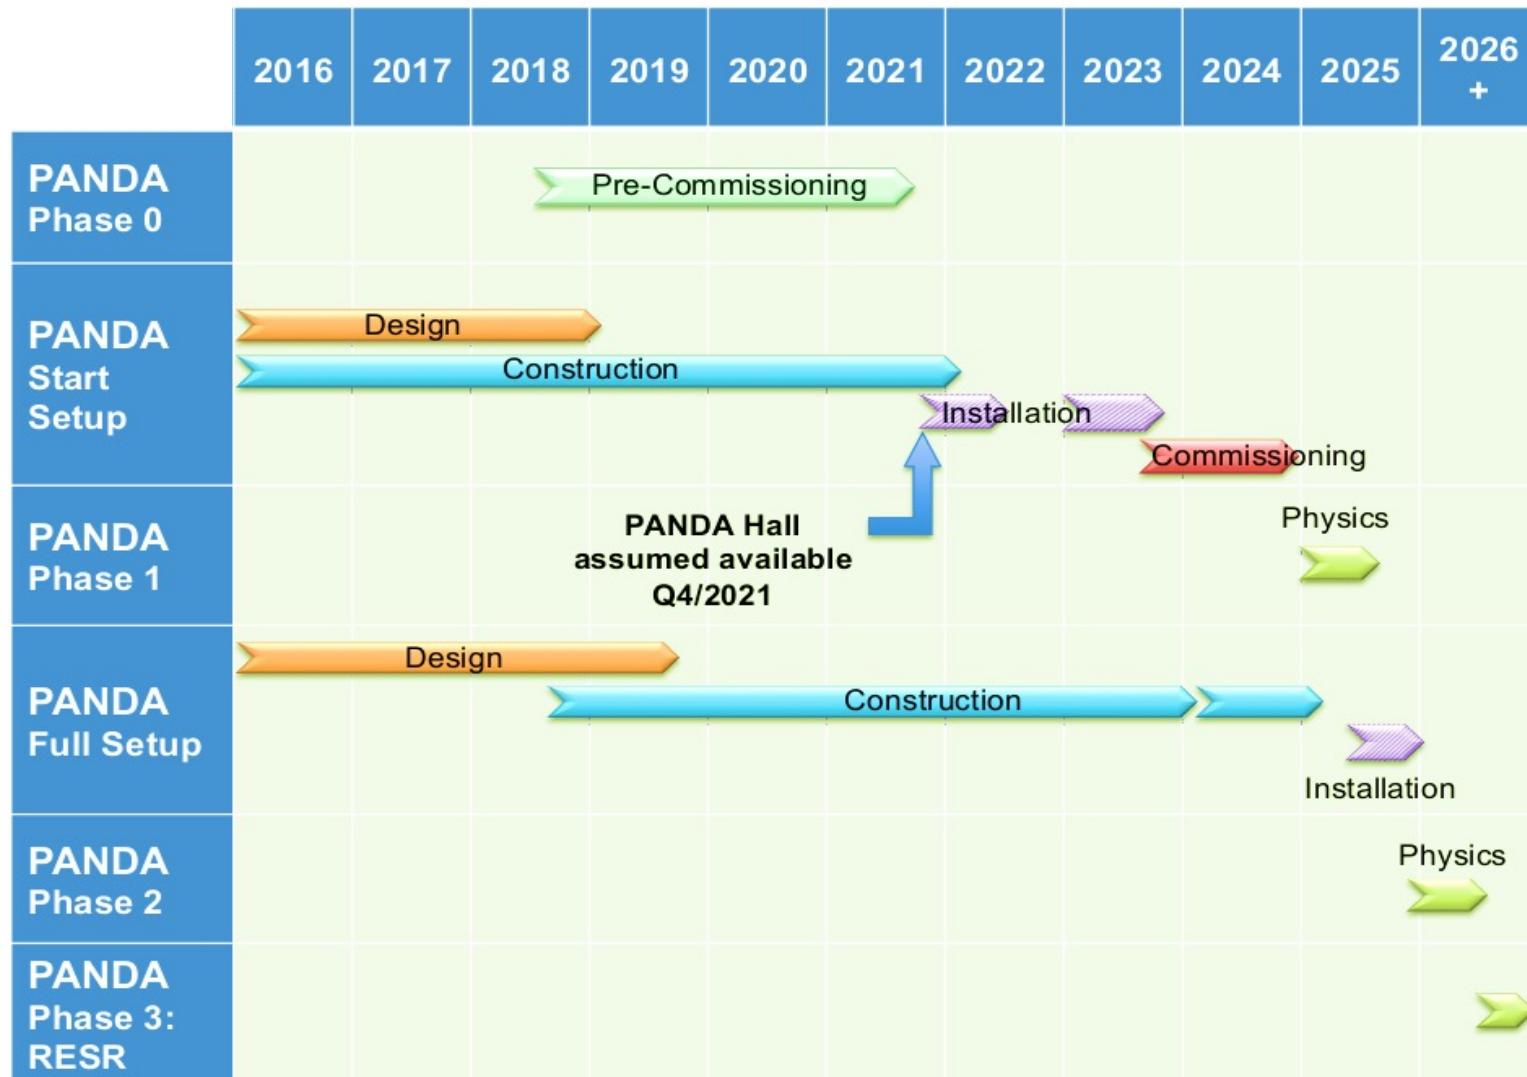 2016 2017 2018 2019 2020 2021 2022 2023 2024 2025 2026
+
PANDA
Phase 0
Pre-Commissioning
PANDA
Start
Setup
Design
Construction
Installation
Commissioning
PANDA
Phase 1
PANDA Hall
assumed available
Q4/2021
Physics
PANDA
Full Setup
Design
Construction
Installation
PANDA
Phase 2
Physics
PANDA
Phase 3:
RESR